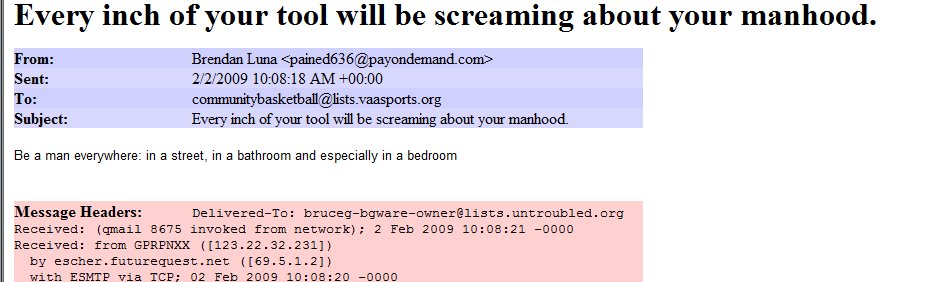 Every inch of your tool will be screaming about your manhood.
From: Brendan Luna <pained636@payondemand.com>
Sent: 2/2/2009 10:08:18 AM +00:00
To: communitybasketball@lists.vaasports.org
Subject: Every inch of your tool will be screaming about your manhood.
Be a man everywhere: in a street, in a bathroom and especially in a bedroom
Message Headers: Delivered-To: bruceg-bgware-owner@lists.untroubled.org
Received: (qmail 8675 invoked from network); 2 Feb 2009 10:08:21 -0000
Received: from GPRPNXX ([123.22.32.231])
by escher.futurequest.net ([69.5.1.2])
with ESMTP via TCP; 02 Feb 2009 10:08:20 -0000